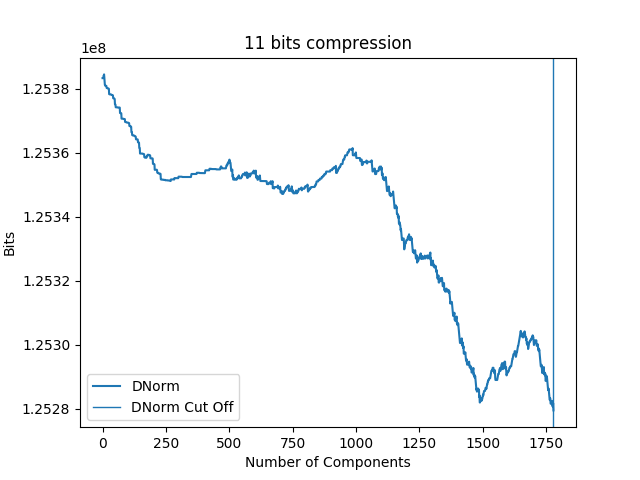 11 bits compression
1e8
1.2538
1.2536
1.2534
1.2532
1.2530
1.2528
Bits
DNorm
DNorm Cut Off
0 250 500 750 1000 1250 1500 1750
Number of Components